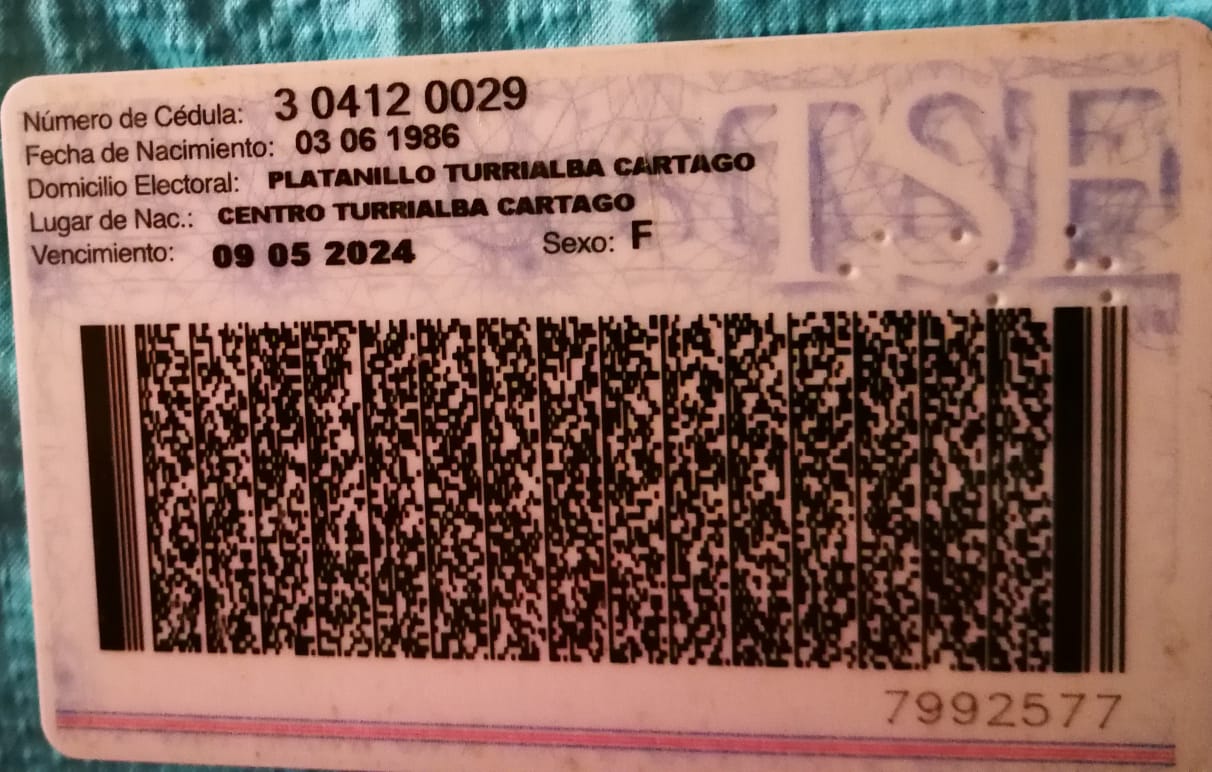 Número de Cédula: 3 0412 0029
Fecha de Nacimiento: 03 06 1986
Domicilio Electoral: PLATANILLO TURRIALBA CARTAGO
Lugar de Nac.: CENTRO TURRIALBA CARTAGO
Vencimiento: 09 05 2024 Sexo: F
TSE
7992577